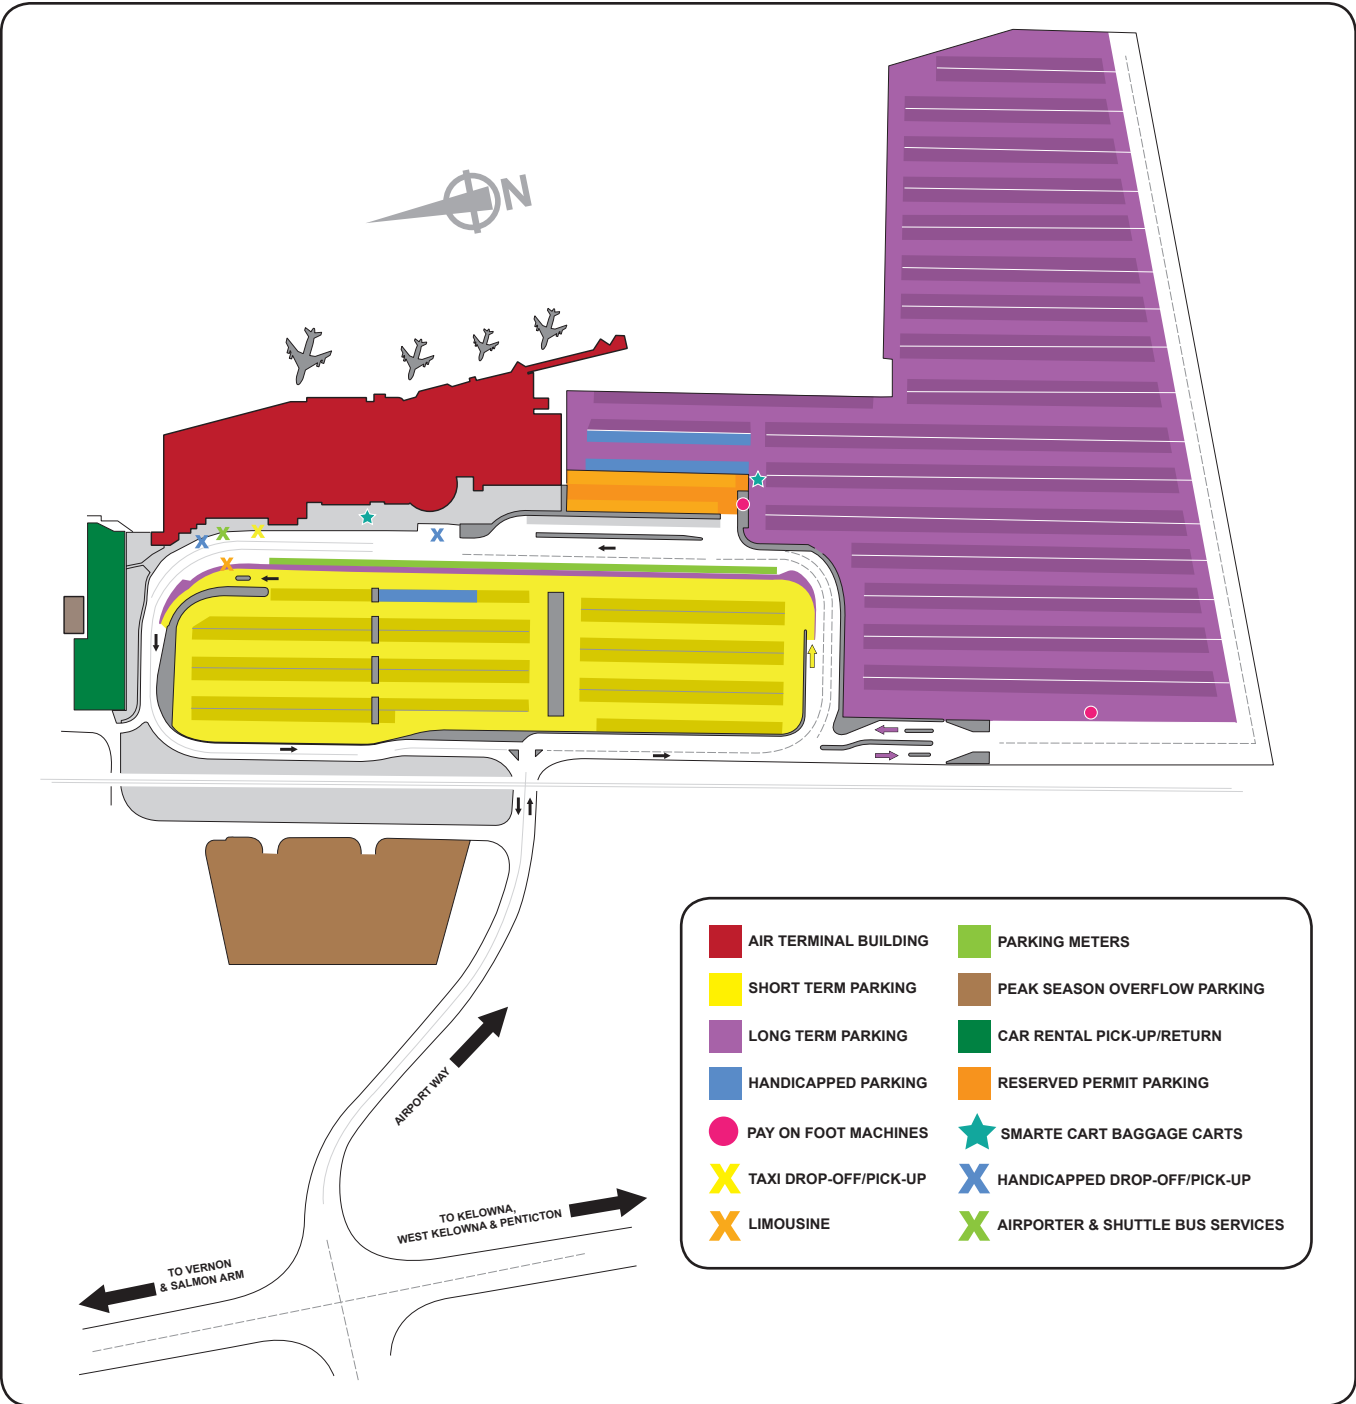 N
AIR TERMINAL BUILDING
PARKING METERS
SHORT TERM PARKING
PEAK SEASON OVERFLOW PARKING
LONG TERM PARKING
CAR RENTAL PICK-UP/RETURN
HANDICAPPED PARKING
RESERVED PERMIT PARKING
PAY ON FOOT MACHINES
SMARTE CART BAGGAGE CARTS
TAXI DROP-OFF/PICK-UP
HANDICAPPED DROP-OFF/PICK-UP
LIMOUSINE
AIRPORTER & SHUTTLE BUS SERVICES
AIRPORT WAY
TO KELOWNA,
WEST KELOWNA & PENTICTON
TO VERNON
& SALMON ARM